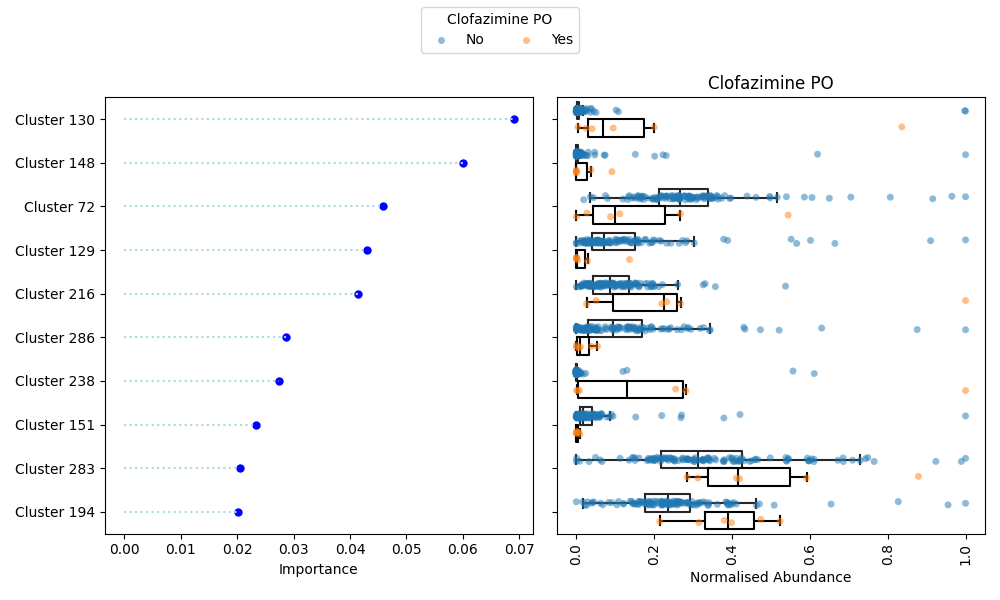 Clofazimine PO
No Yes
Clofazimine PO
Cluster 130
Cluster 148
Cluster 72
Cluster 129
Cluster 216
Cluster 286
Cluster 238
Cluster 151
Cluster 283
Cluster 194
0.00 0.01 0.02 0.03 0.04 0.05 0.06 0.07
Importance
0.0 0.2 0.4 0.6 0.8 1.0
Normalised Abundance